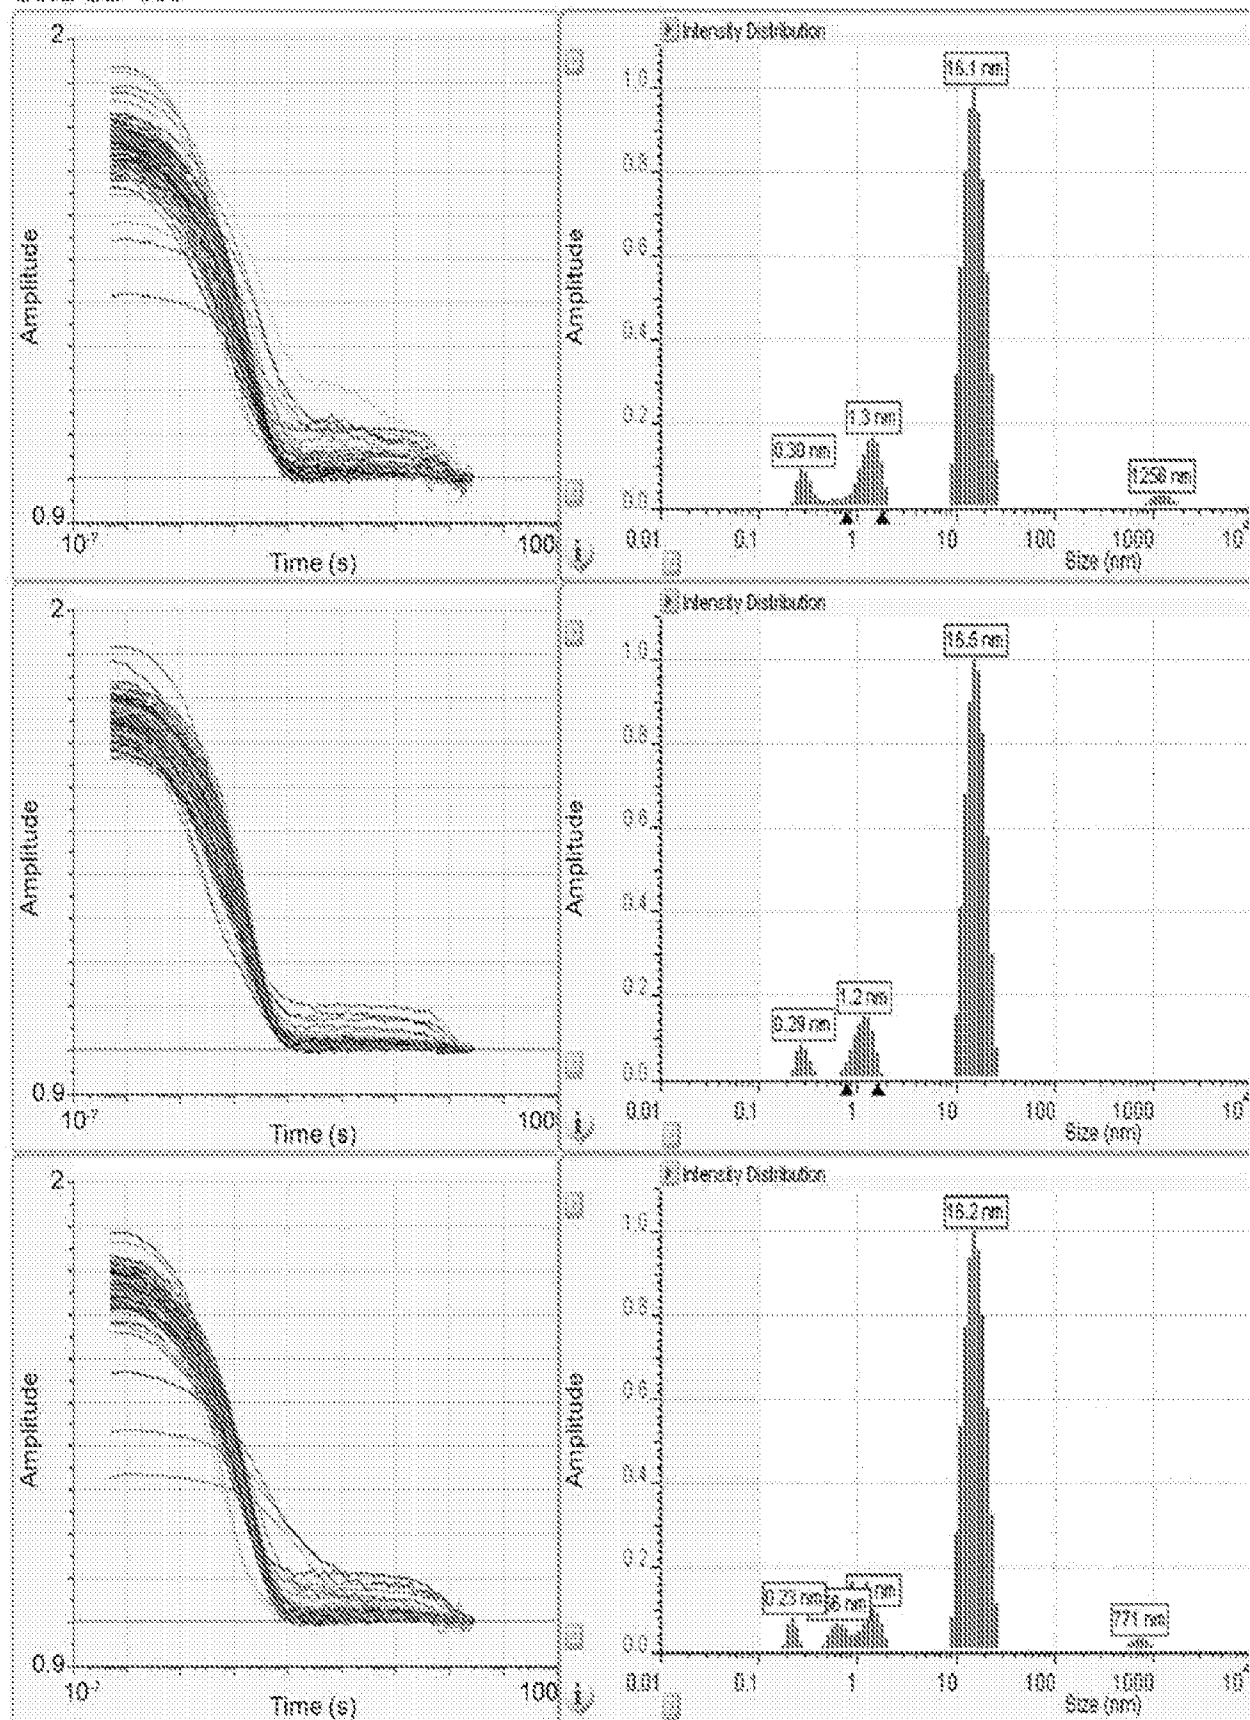 2
Amplitude
0.9
10⁻⁷
100
Time (s)
Intensity Distribution
Amplitude
1.0
0.8
0.6
0.4
0.2
0.0
16.1 nm
1.3 nm
0.30 nm
1258 nm
0.01
0.1
1
10
100
1000
Size (nm)
2
Amplitude
0.9
10⁻⁷
100
Time (s)
Intensity Distribution
Amplitude
1.0
0.8
0.6
0.4
0.2
0.0
16.5 nm
1.2 nm
0.29 nm
0.01
0.1
1
10
100
1000
Size (nm)
2
Amplitude
0.9
10⁻⁷
100
Time (s)
Intensity Distribution
Amplitude
1.0
0.8
0.6
0.4
0.2
0.0
16.2 nm
0.23 nm
771 nm
0.01
0.1
1
10
100
1000
Size (nm)